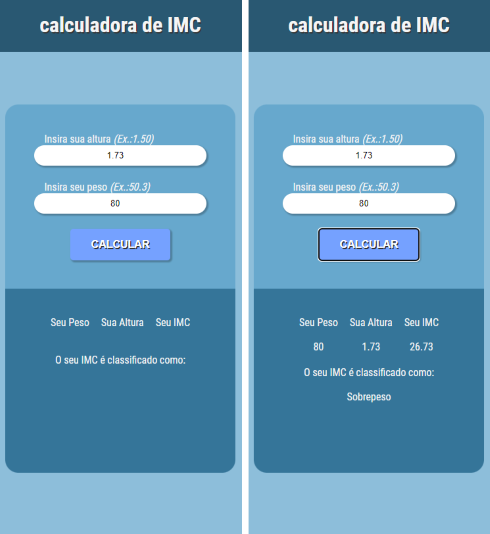 calculadora de IMC
Insira sua altura (Ex.:1.50)
1.73
Insira seu peso (Ex.:50.3)
80
CALCULAR
Seu Peso Sua Altura Seu IMC
O seu IMC é classificado como:
calculadora de IMC
Insira sua altura (Ex.:1.50)
1.73
Insira seu peso (Ex.:50.3)
80
CALCULAR
Seu Peso Sua Altura Seu IMC
80 1.73 26.73
O seu IMC é classificado como:
Sobrepeso